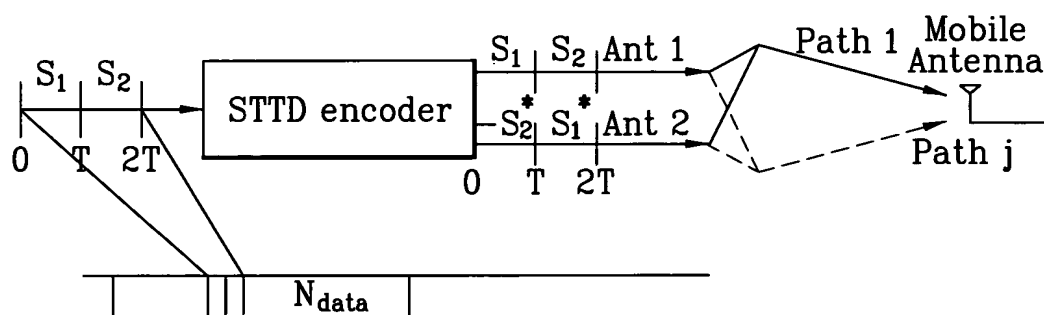 S₁ S₂
0 T 2T
STTD encoder
S₁ S₂ Ant 1
-S₂* S₁* Ant 2
0 T 2T
Path 1
Mobile
Antenna
Path j
N_data